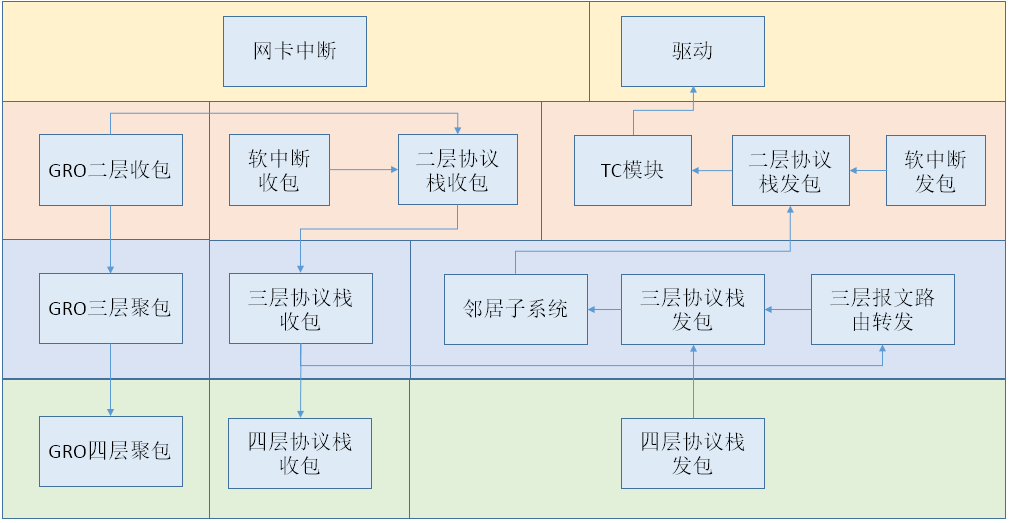 网卡中断
驱动
GRO二层收包
软中断
收包
二层协议
栈收包
TC模块
二层协议
栈发包
软中断
发包
GRO三层聚包
三层协议栈
收包
邻居子系统
三层协议栈
发包
三层报文路
由转发
GRO四层聚包
四层协议栈
收包
四层协议栈
发包